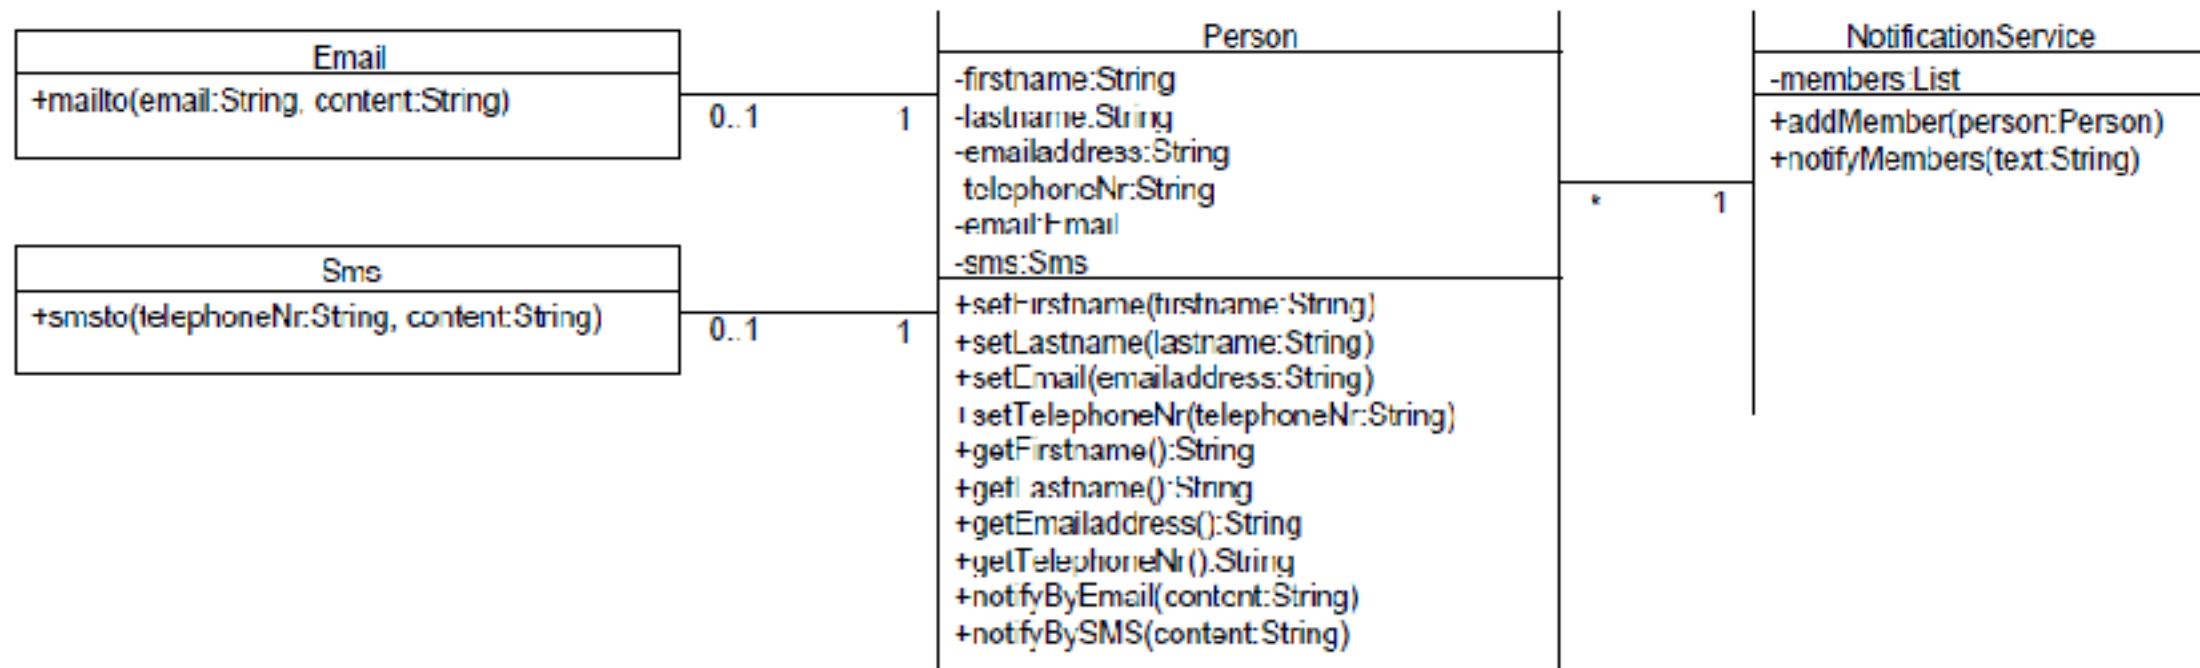 Email
+mailto(email:String, content:String)
0..1
1
Sms
+smsto(telephoneNr:String, content:String)
0..1
1
Person
-firstname:String
-lastname:String
-emailaddress:String
telephoneNr:String
-email:Email
-sms:Sms
+setFirstname(firstname:String)
+setLastname(lastname:String)
+setEmail(emailaddress:String)
+setTelephoneNr(telephoneNr:String)
+getFirstname():String
+getLastname():String
+getEmailaddress():String
+getTelephoneNr():String
+notifyByEmail(content:String)
+notifyBySMS(content:String)
*
1
NotificationService
-members:List
+addMember(person:Person)
+notifyMembers(text:String)